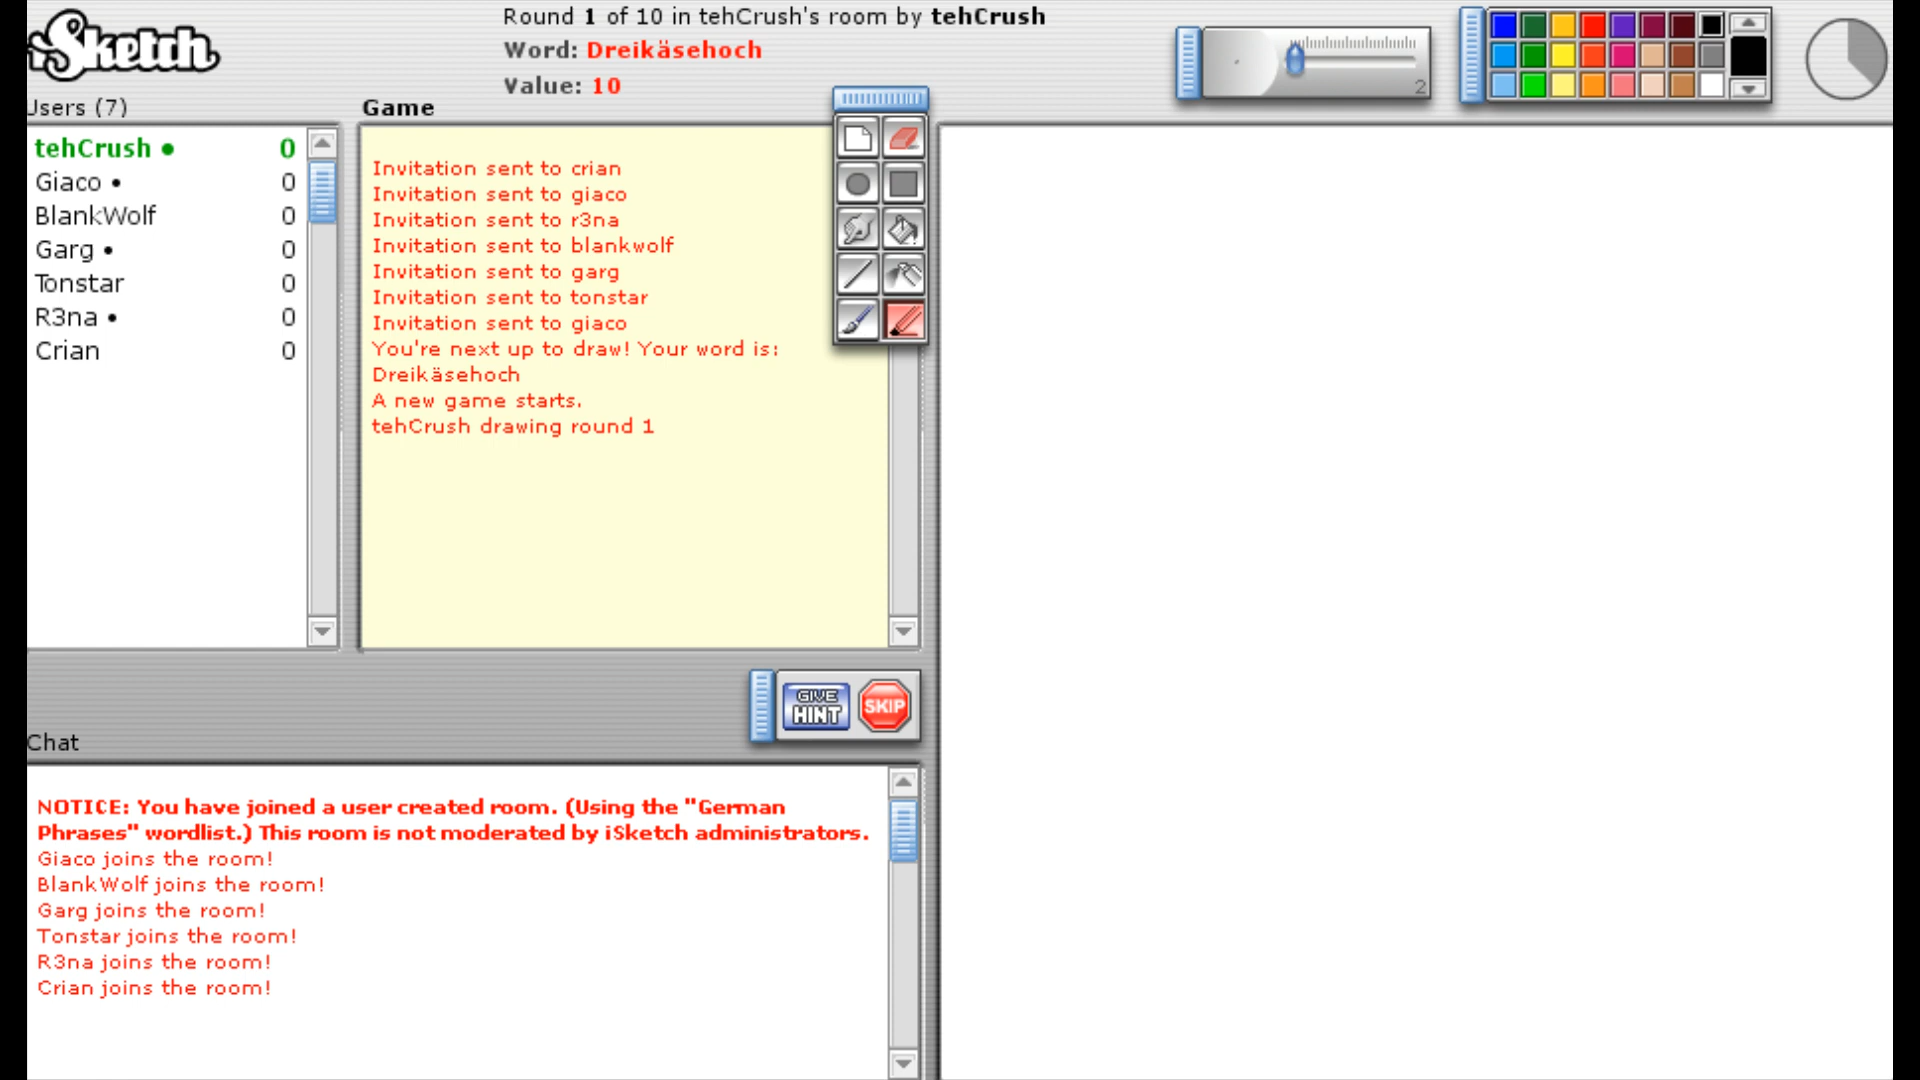 iSketch
Round 1 of 10 in tehCrush's room by tehCrush
Word: Dreikäsehoch
Value: 10
2
Users (7)
Game
tehCrush • 0
Giaco • 0
BlankWolf 0
Garg • 0
Tonstar 0
R3na • 0
Crian 0
Invitation sent to crian
Invitation sent to giaco
Invitation sent to r3na
Invitation sent to blankwolf
Invitation sent to garg
Invitation sent to tonstar
Invitation sent to giaco
You're next up to draw! Your word is:
Dreikäsehoch
A new game starts.
tehCrush drawing round 1
GIVE
HINT
SKIP
Chat
NOTICE: You have joined a user created room. (Using the "German
Phrases" wordlist.) This room is not moderated by iSketch administrators.
Giaco joins the room!
BlankWolf joins the room!
Garg joins the room!
Tonstar joins the room!
R3na joins the room!
Crian joins the room!